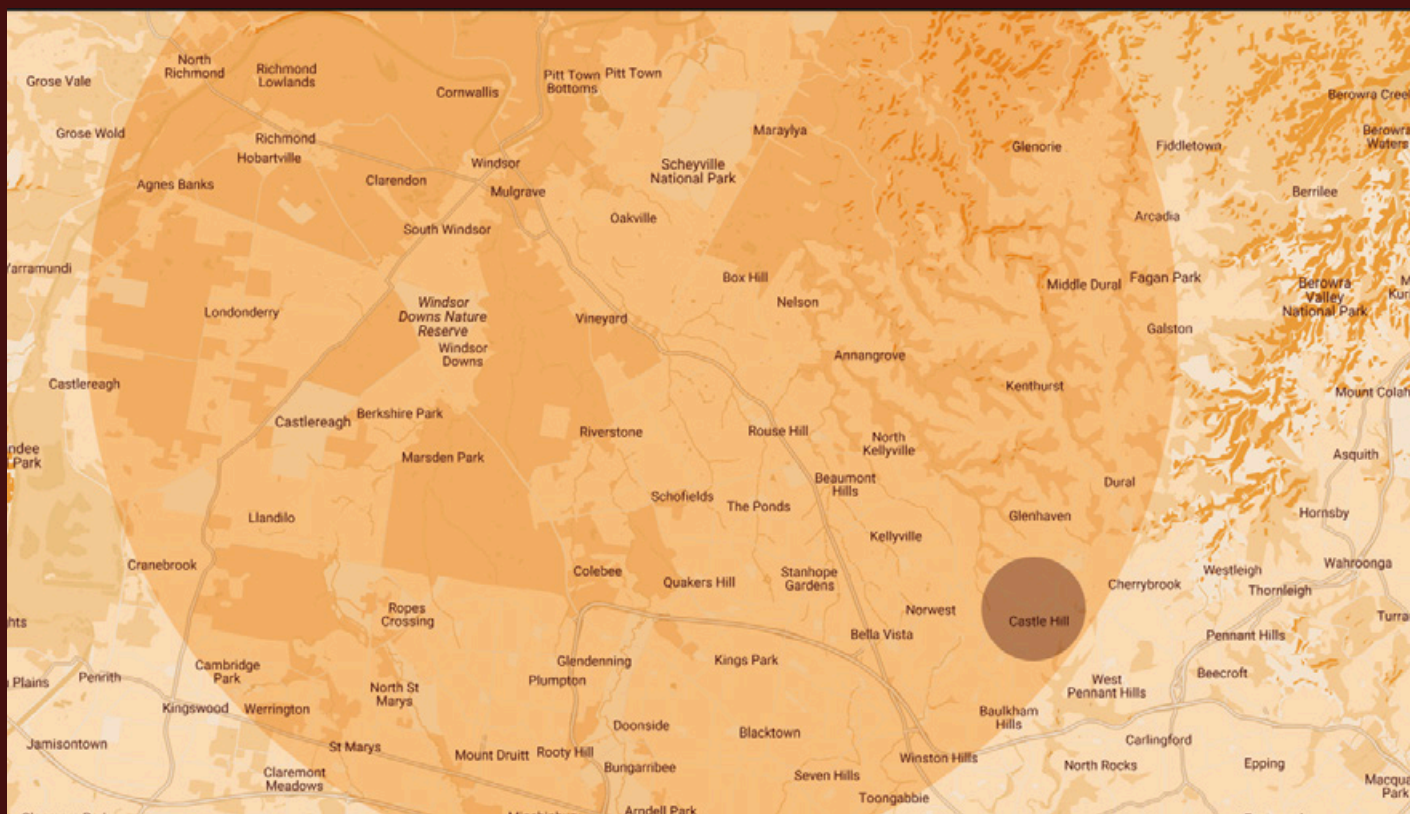 North
Richmond
Richmond
Lowlands
Grose Vale
Cornwallis
Pitt Town
Bottoms
Pitt Town
Berowra Creek
Grose Wold
Richmond
Hobartville
Maraylya
Glenorie
Fiddletown
Berowra
Waters
Agnes Banks
Clarendon
Windsor
Mulgrave
Scheyville
National Park
Berrilee
South Windsor
Oakville
Arcadia
Yarramundi
Box Hill
Nelson
Middle Dural
Fagan Park
Berowra
Valley
National Park
Londonderry
Windsor
Downs Nature
Reserve
Windsor
Downs
Vineyard
Galston
Annangrove
Castlereagh
Kenthurst
Mount Colah
Castlereagh
Berkshire Park
Riverstone
Rouse Hill
North
Kellyville
Park
Marsden Park
Asquith
Beaumont
Hills
Dural
Schofields
The Ponds
Llandilo
Glenhaven
Hornsby
Kellyville
Cranebrook
Colebee
Quakers Hill
Stanhope
Gardens
Cherrybrook
Westleigh
Wahroonga
Thornleigh
Ropes
Crossing
Norwest
Castle Hill
Bella Vista
Pennant Hills
Cambridge
Park
Glendenning
Kings Park
Plains
Penrith
Plumpton
Beecroft
North St
Marys
West
Pennant Hills
Kingswood
Werrington
Baulkham
Hills
Doonside
Blacktown
Jamisontown
St Marys
Mount Druitt
Rooty Hill
Carlingford
Winston Hills
Claremont
Meadows
Bungarribee
Seven Hills
North Rocks
Epping
Toongabbie
Park
Arndell Park